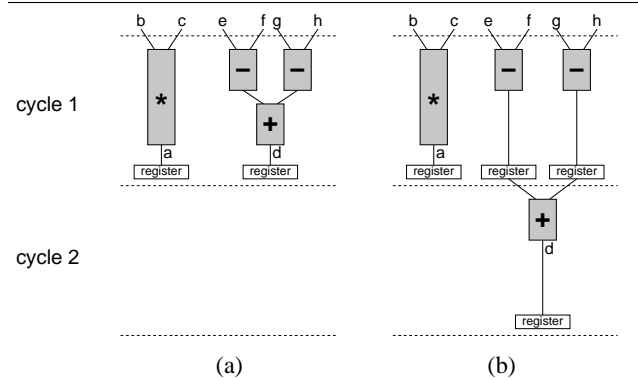 b c e f g h b c e f g h
− − − −
cycle 1 * + *
a d a
register register register register register
+
cycle 2 d
register
(a) (b)